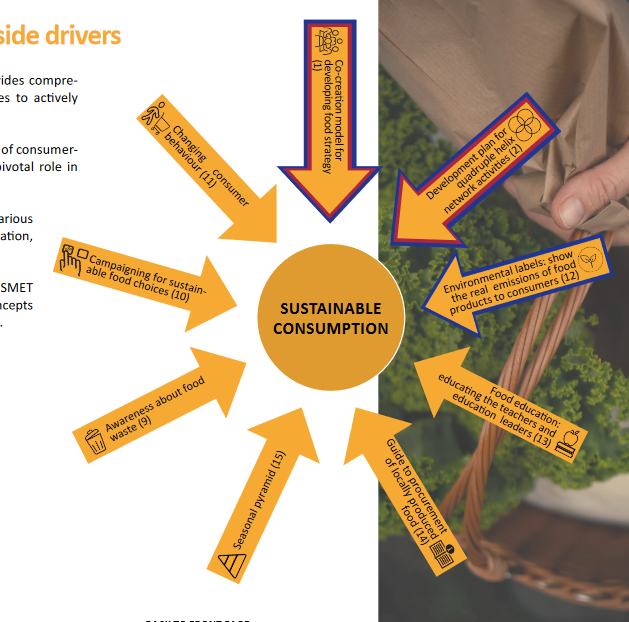 side drivers
ides compre-
es to actively
of consumer-
pivotal role in
arious
ation,
SMET
ncepts
Co-creation model for
developing food strategy
(1)
Development plan for
quadruple helix
network activities (2)
Environmental labels: show
the real emissions of food
products to consumers (12)
Food education:
educating the teachers and
education leaders (13)
Guide to procurement
of locally produced
food (14)
Seasonal pyramid (15)
Awareness about food
waste (9)
Campaigning for sustain-
able food choices (10)
Changing consumer
behaviour (11)
SUSTAINABLE
CONSUMPTION